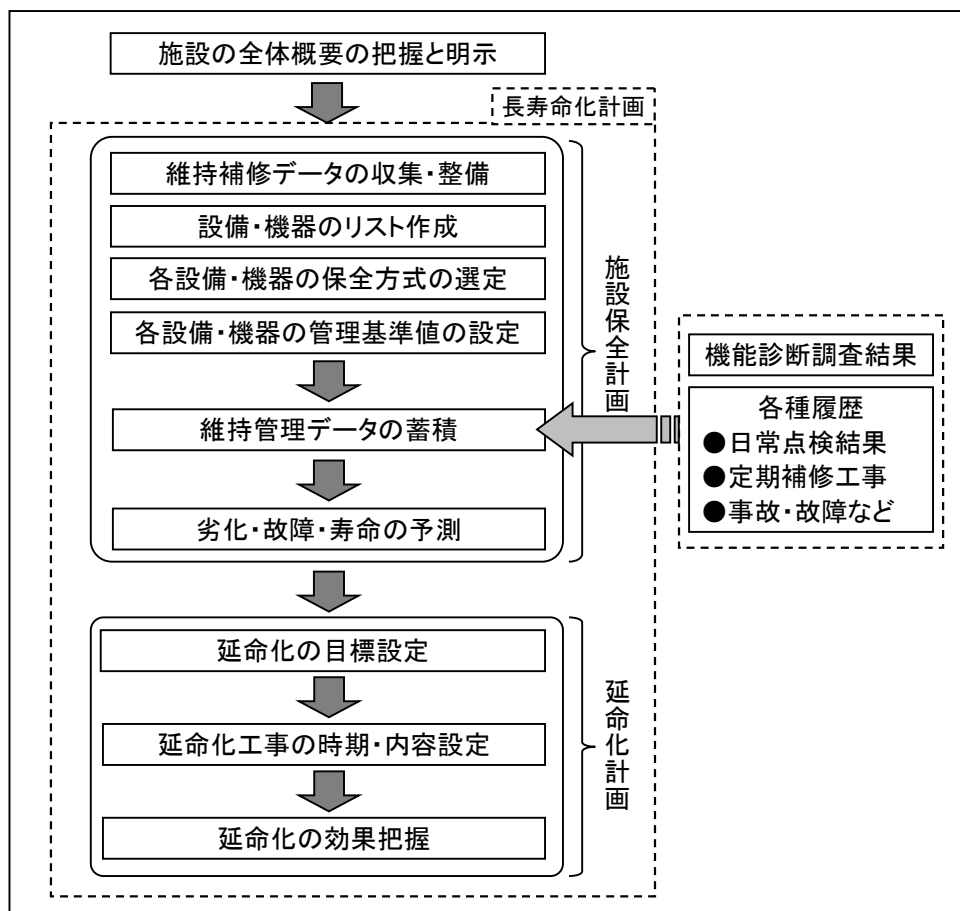 施設の全体概要の把握と明示
長寿命化計画
維持補修データの収集・整備
設備・機器のリスト作成
各設備・機器の保全方式の選定
各設備・機器の管理基準値の設定
維持管理データの蓄積
劣化・故障・寿命の予測
施設保全計画
機能診断調査結果
各種履歴
●日常点検結果
●定期補修工事
●事故・故障など
延命化の目標設定
延命化工事の時期・内容設定
延命化の効果把握
延命化計画